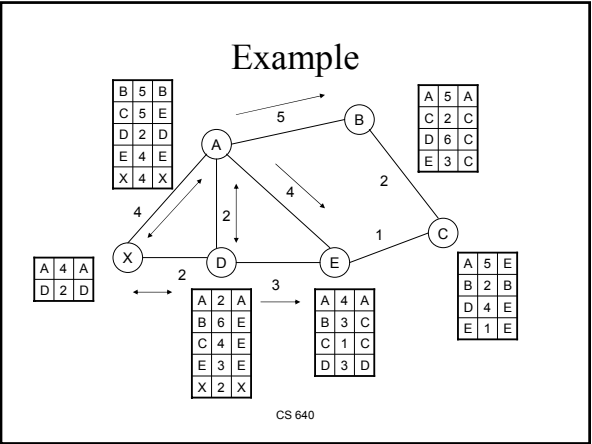 Example
B 5 B
C 5 E
D 2 D
E 4 E
X 4 X
A 5 A
C 2 C
D 6 C
E 3 C
5
B
A
2
4
4
2
1
C
X
D
E
2
3
A 4 A
D 2 D
A 5 E
B 2 B
D 4 E
E 1 E
A 2 A
B 6 E
C 4 E
E 3 E
X 2 X
A 4 A
B 3 C
C 1 C
D 3 D
CS 640